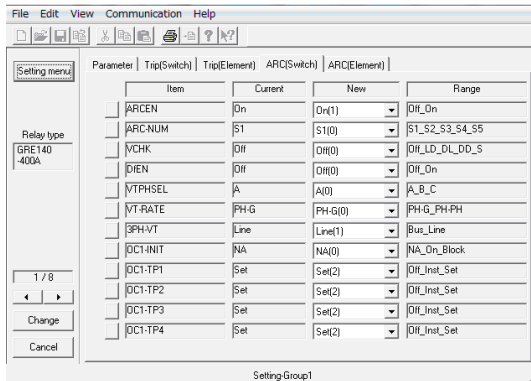 File Edit View Communication Help
Setting menu
Parameter Trip(Switch) Trip(Element) ARC(Switch) ARC(Element)
Item Current New Range
ARCEN On On(1) Off_On
ARC-NUM S1 S1(0) S1_S2_S3_S4_S5
VCHK Off Off(0) Off_LD_DL_DD_S
DfEN Off Off(0) Off_On
VTPHSEL A A(0) A_B_C
VT-RATE PH-G PH-G(0) PH-G_PH-PH
3PH-VT Line Line(1) Bus_Line
OC1-INIT NA NA(0) NA_On_Block
OC1-TP1 Set Set(2) Off_Inst_Set
OC1-TP2 Set Set(2) Off_Inst_Set
OC1-TP3 Set Set(2) Off_Inst_Set
OC1-TP4 Set Set(2) Off_Inst_Set
Relay type
GRE140
-400A
1 / 8
Change
Cancel
Setting-Group1